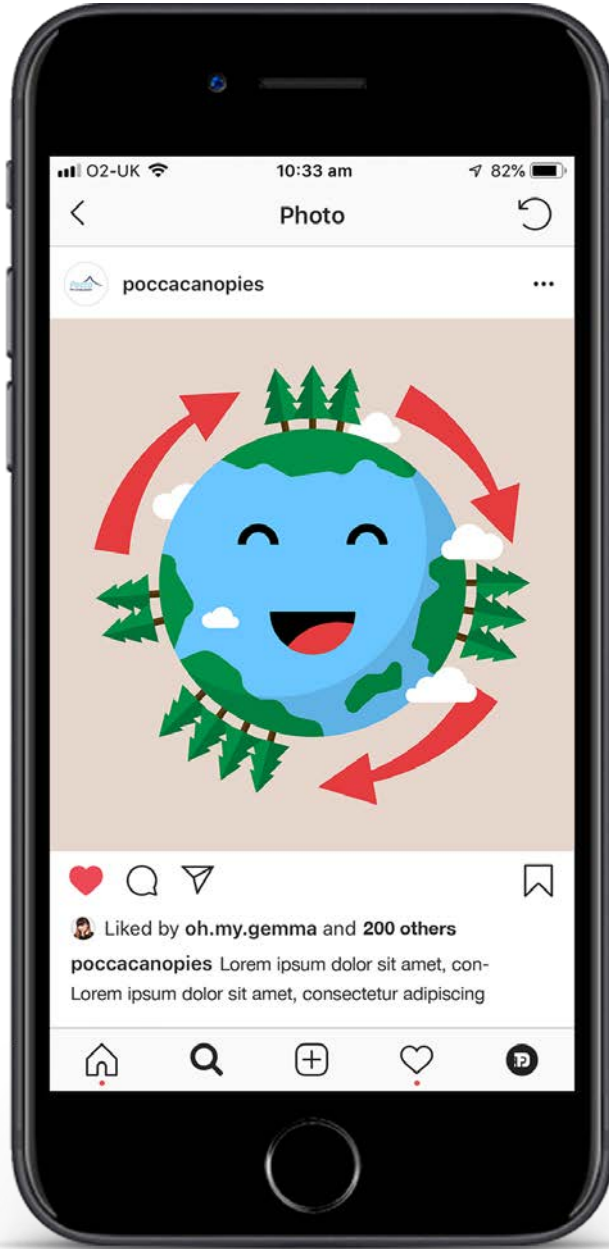 O2-UK 10:33 am 82%
Photo
poccacanopies
Liked by oh.my.gemma and 200 others
poccacanopies Lorem ipsum dolor sit amet, con-
Lorem ipsum dolor sit amet, consectetur adipiscing